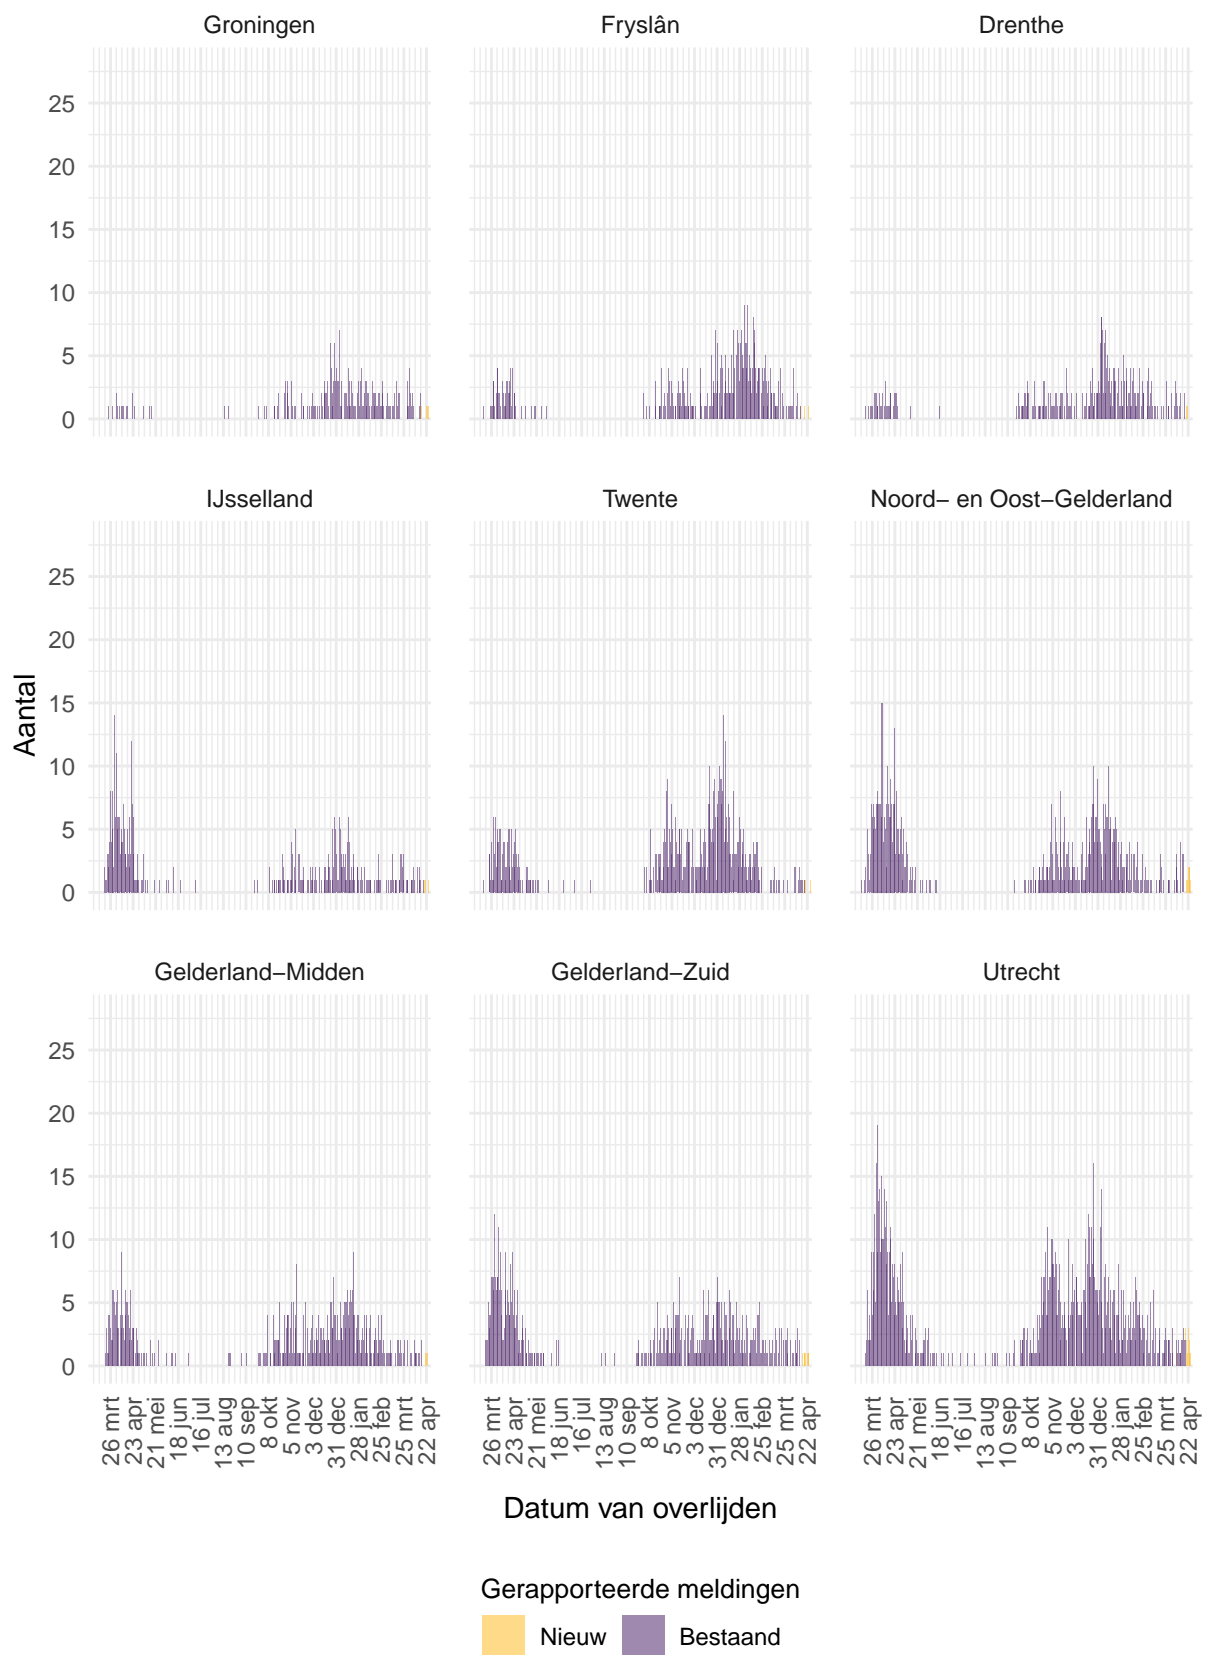 Groningen Fryslân Drenthe
25
20
15
10
5
0
IJsselland Twente Noord− en Oost−Gelderland
25
20
15
10
5
0
Aantal
Gelderland−Midden Gelderland−Zuid Utrecht
25
20
15
10
5
0
26 mrt 23 apr 21 mei 18 jun 16 jul 13 aug 10 sep 8 okt 5 nov 3 dec 31 dec 28 jan 25 feb 25 mrt 22 apr
26 mrt 23 apr 21 mei 18 jun 16 jul 13 aug 10 sep 8 okt 5 nov 3 dec 31 dec 28 jan 25 feb 25 mrt 22 apr
26 mrt 23 apr 21 mei 18 jun 16 jul 13 aug 10 sep 8 okt 5 nov 3 dec 31 dec 28 jan 25 feb 25 mrt 22 apr
Datum van overlijden
Gerapporteerde meldingen
Nieuw Bestaand